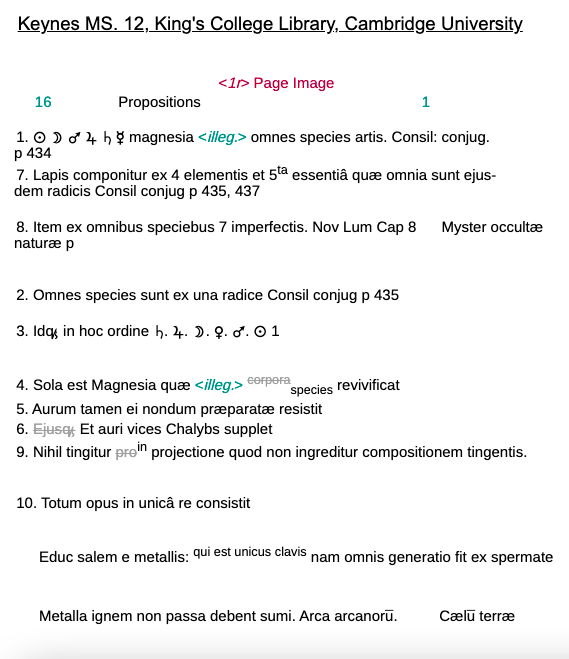 Keynes MS. 12, King's College Library, Cambridge University
<1r> Page Image
16 Propositions 1
1. ☉ ☽ ♂ ♃ ♄ ☿ magnesia <illeg.> omnes species artis. Consil: conjug.
p 434
7. Lapis componitur ex 4 elementis et 5ta essentiâ quæ omnia sunt ejus-
dem radicis Consil conjug p 435, 437
8. Item ex omnibus speciebus 7 imperfectis. Nov Lum Cap 8 Myster occultæ
naturæ p
2. Omnes species sunt ex una radice Consil conjug p 435
3. Idqꝫ in hoc ordine ♄. ♃. ☽. ♀. ♂. ☉ 1
4. Sola est Magnesia quæ <illeg.> corpora species revivificat
5. Aurum tamen ei nondum præparatæ resistit
6. Ejusqꝫ Et auri vices Chalybs supplet
9. Nihil tingitur pro in projectione quod non ingreditur compositionem tingentis.
10. Totum opus in unicâ re consistit
Educ salem e metallis: qui est unicus clavis nam omnis generatio fit ex spermate
Metalla ignem non passa debent sumi. Arca arcanorū. Cælū terræ